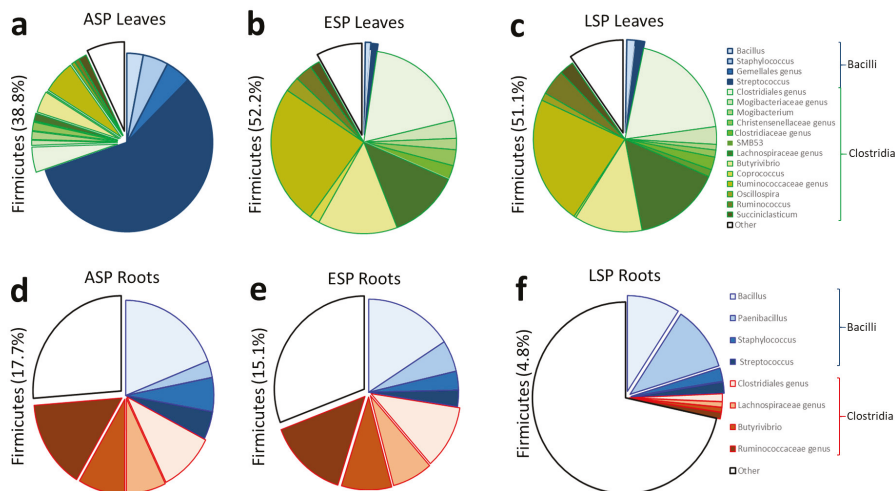 a
ASP Leaves
Firmicutes (38.8%)
b
ESP Leaves
Firmicutes (52.2%)
c
LSP Leaves
Firmicutes (51.1%)
Bacillus
Staphylococcus
Gemellales genus
Streptococcus
Clostridiales genus
Mogibacteriaceae genus
Mogibacterium
Christensenellaceae genus
Clostridiaceae genus
SMB53
Lachnospiraceae genus
Butyrivibrio
Coprococcus
Ruminococcaceae genus
Oscillospira
Ruminococcus
Succiniclasticum
Other
Bacilli
Clostridia
d
ASP Roots
Firmicutes (17.7%)
e
ESP Roots
Firmicutes (15.1%)
f
LSP Roots
Firmicutes (4.8%)
Bacillus
Paenibacillus
Staphylococcus
Streptococcus
Clostridiales genus
Lachnospiraceae genus
Butyrivibrio
Ruminococcaceae genus
Other
Bacilli
Clostridia